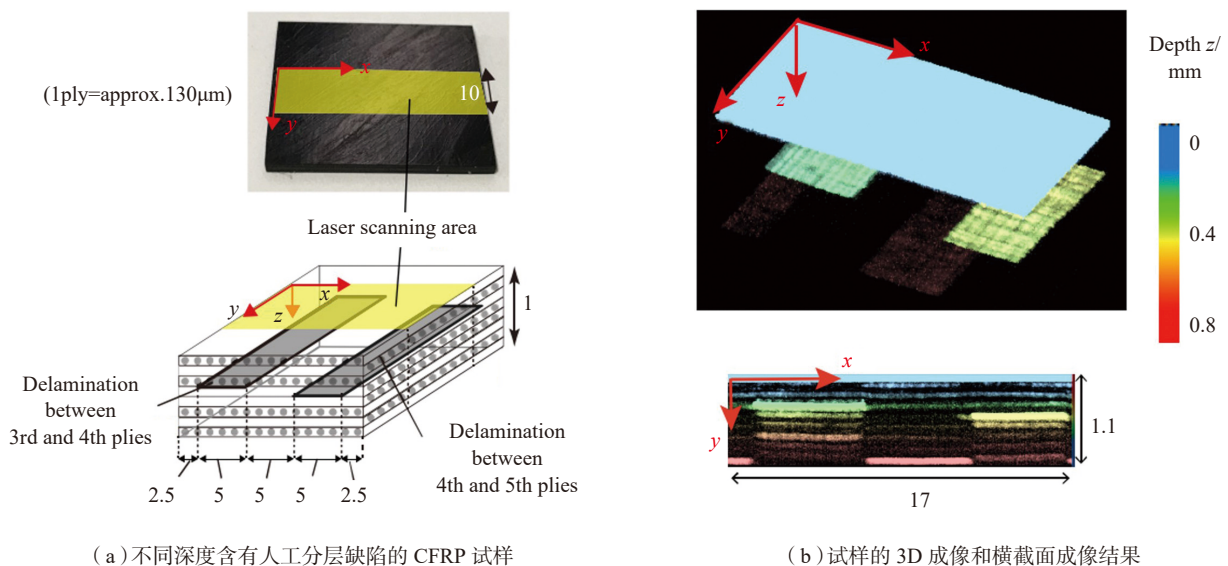 (1ply=approx.130μm)
x
y
10
Laser scanning area
y
x
z
1
Delamination
between
3rd and 4th plies
Delamination
between
4th and 5th plies
2.5
5
5
5
2.5
(a)不同深度含有人工分层缺陷的 CFRP 试样
x
z
y
Depth z/
mm
0
0.4
0.8
x
y
1.1
17
(b)试样的 3D 成像和横截面成像结果